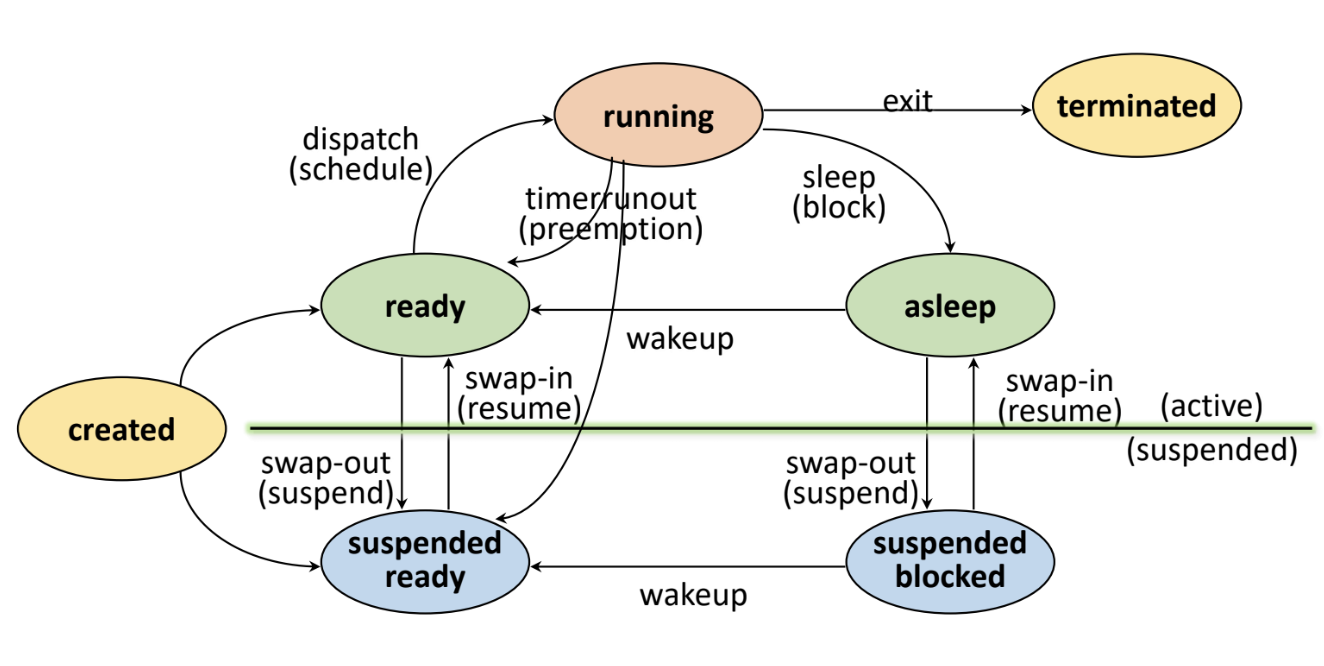 running
exit
terminated
dispatch
(schedule)
timerrunout
(preemption)
sleep
(block)
ready
asleep
wakeup
created
swap-in
(resume)
swap-in
(resume)
(active)
(suspended)
swap-out
(suspend)
swap-out
(suspend)
suspended
ready
suspended
blocked
wakeup